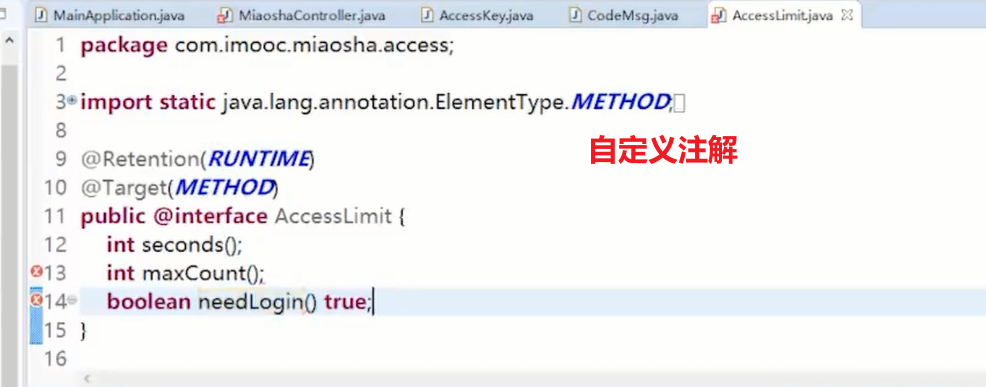 MainApplication.java MiaoshaController.java AccessKey.java CodeMsg.java AccessLimit.java
1 package com.imooc.miaosha.access;
2
3 import static java.lang.annotation.ElementType.METHOD;
8
自定义注解
9 @Retention(RUNTIME)
10 @Target(METHOD)
11 public @interface AccessLimit {
12 int seconds();
13 int maxCount();
14 boolean needLogin() true;
15 }
16